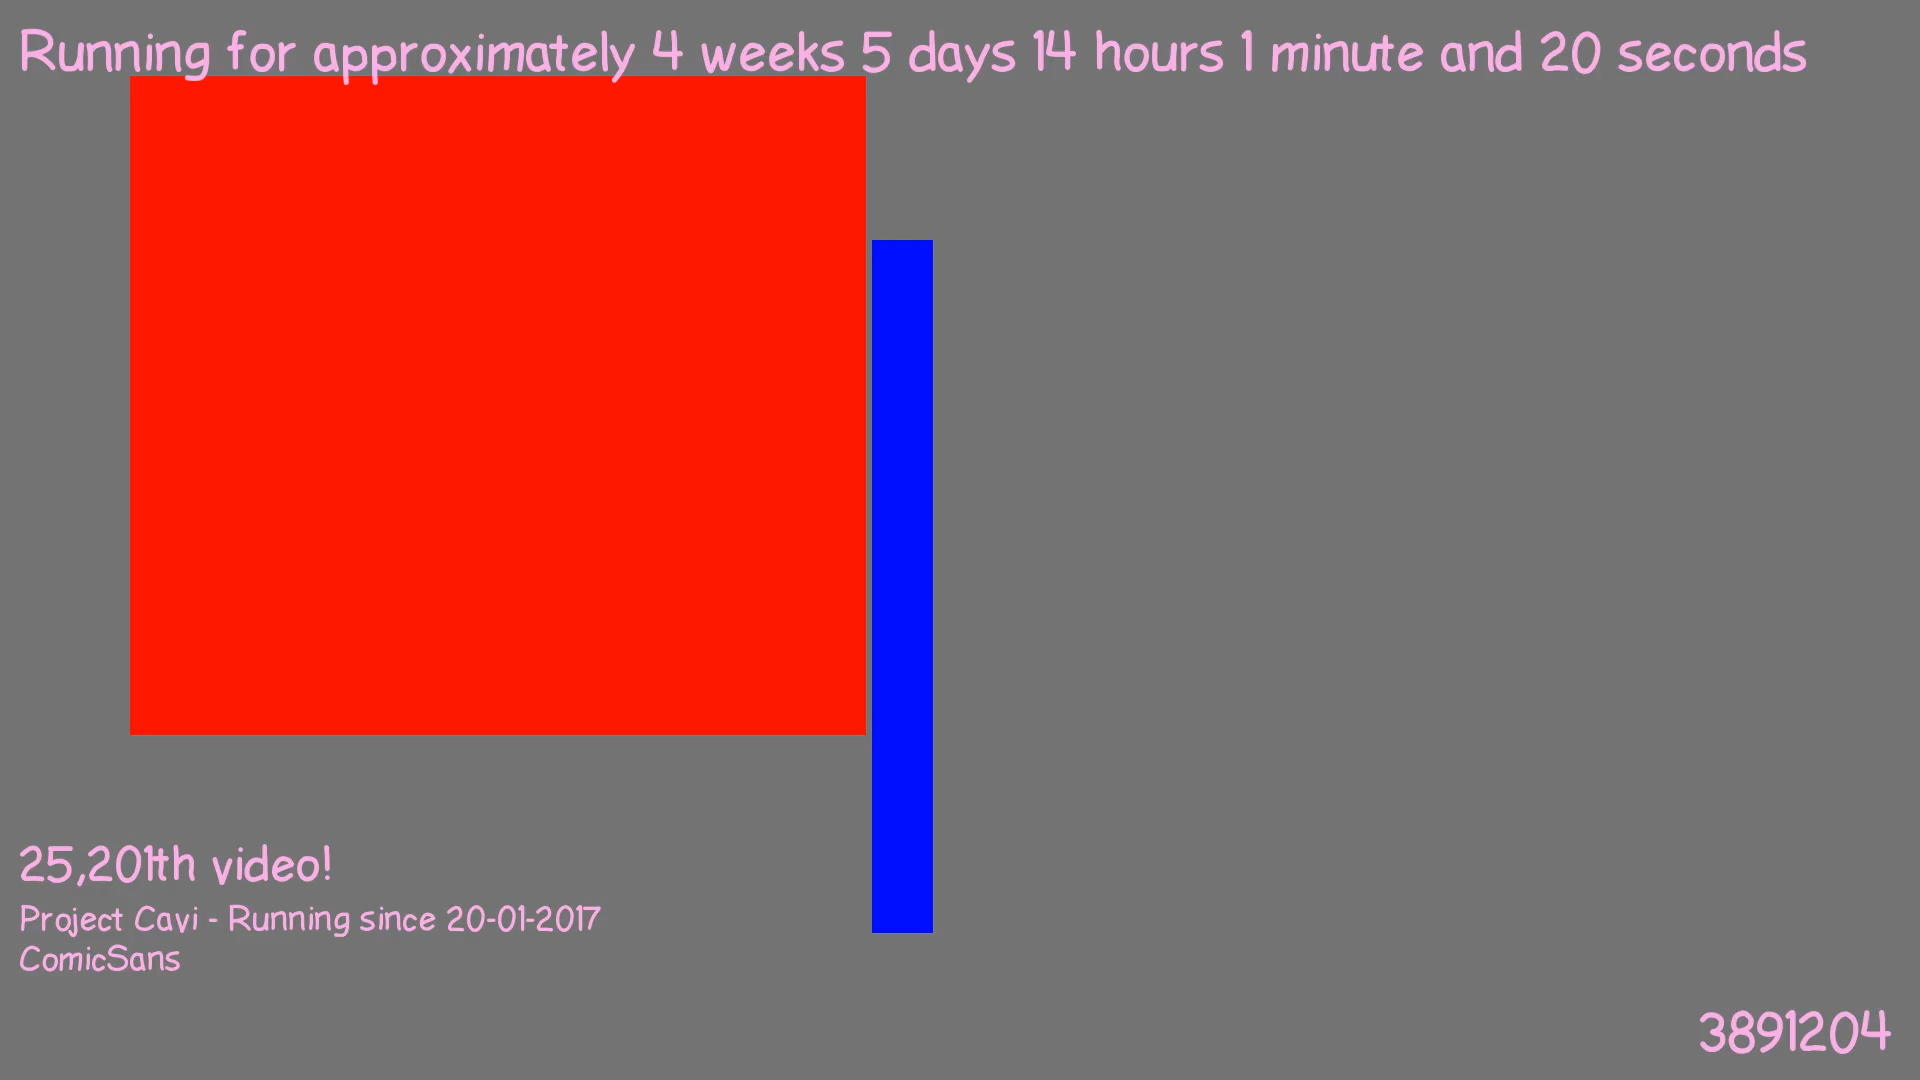 Running for approximately 4 weeks 5 days 14 hours 1 minute and 20 seconds
25,201th video!
Project Cavi - Running since 20-01-2017
ComicSans
3891204